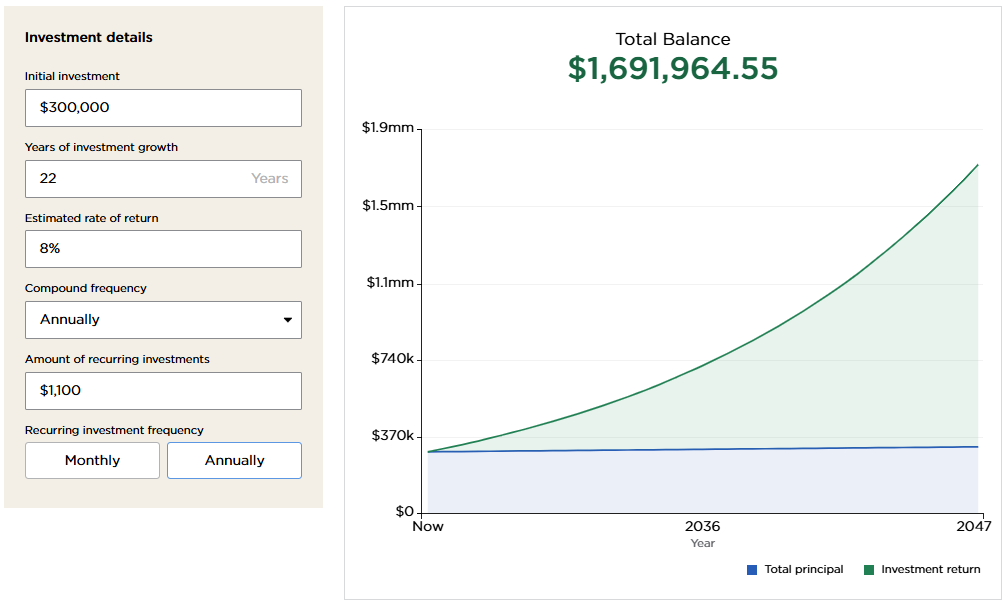 Investment details
Initial investment
$300,000
Years of investment growth
22 Years
Estimated rate of return
8%
Compound frequency
Annually
Amount of recurring investments
$1,100
Recurring investment frequency
Monthly Annually
Total Balance
$1,691,964.55
$1.9mm
$1.5mm
$1.1mm
$740k
$370k
$0
Now 2036 2047
Year
Total principal Investment return